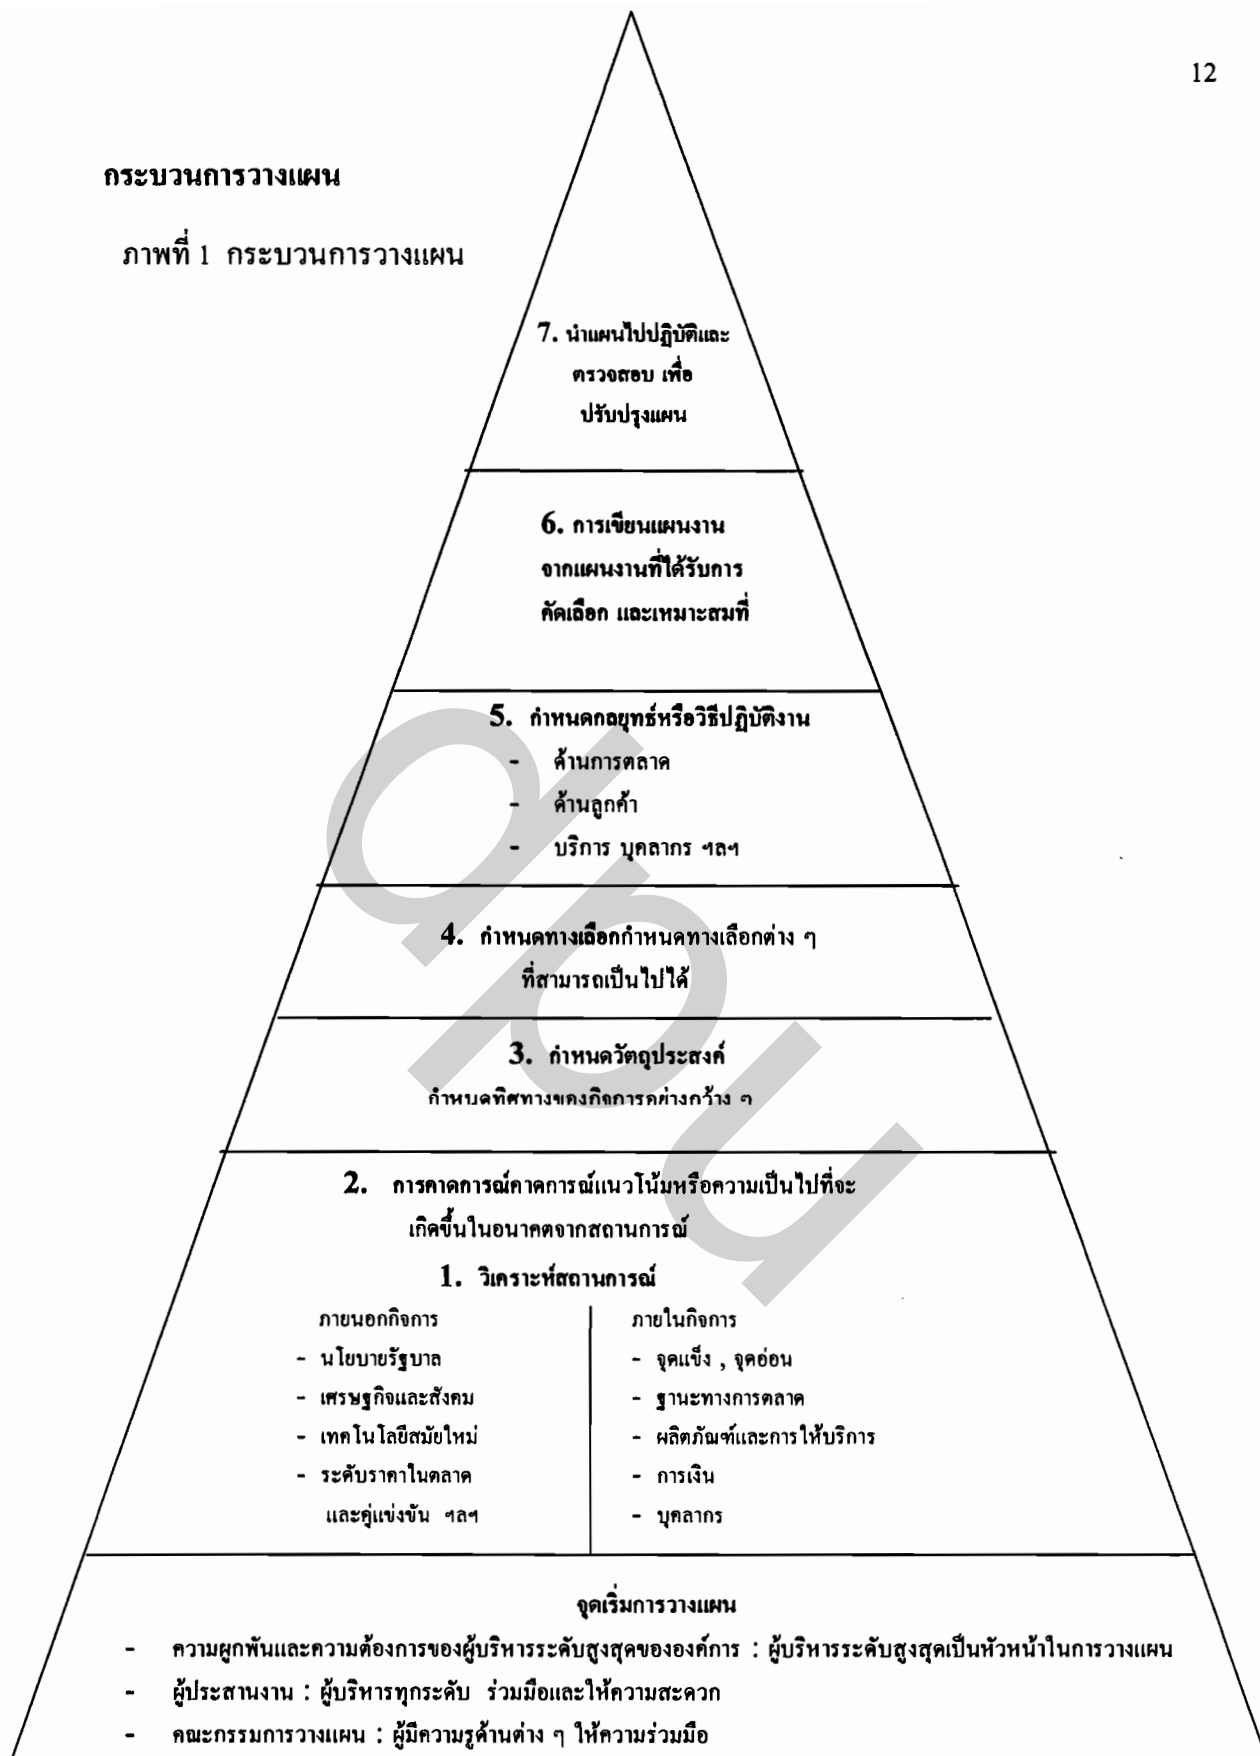 12
กระบวนการวางแผน
ภาพที่ 1 กระบวนการวางแผน
7. นำแผนไปปฏิบัติและ
ตรวจสอบ เพื่อ
ปรับปรุงแผน
6. การเขียนแผนงาน
จากแผนงานที่ได้รับการ
คัดเลือก และเหมาะสมที่
5. กำหนดกลยุทธ์หรือวิธีปฏิบัติงาน
- ด้านการตลาด
- ด้านลูกค้า
- บริการ บุคลากร ฯลฯ
4. กำหนดทางเลือกกำหนดทางเลือกต่าง ๆ
ที่สามารถเป็นไปได้
3. กำหนดวัตถุประสงค์
กำหนดทิศทางของกิจการอย่างกว้าง ๆ
2. การคาดการณ์คาดการณ์แนวโน้มหรือความเป็นไปที่จะ
เกิดขึ้นในอนาคตจากสถานการณ์
1. วิเคราะห์สถานการณ์
ภายนอกกิจการ
- นโยบายรัฐบาล
- เศรษฐกิจและสังคม
- เทคโนโลยีสมัยใหม่
- ระดับราคาในตลาด
และคู่แข่งขัน ฯลฯ
ภายในกิจการ
- จุดแข็ง , จุดอ่อน
- ฐานะทางการตลาด
- ผลิตภัณฑ์และการให้บริการ
- การเงิน
- บุคลากร
จุดเริ่มการวางแผน
- ความผูกพันและความต้องการของผู้บริหารระดับสูงสุดขององค์การ : ผู้บริหารระดับสูงสุดเป็นหัวหน้าในการวางแผน
- ผู้ประสานงาน : ผู้บริหารทุกระดับ ร่วมมือและให้ความสะดวก
- คณะกรรมการวางแผน : ผู้มีความรูด้านต่าง ๆ ให้ความร่วมมือ
dpu